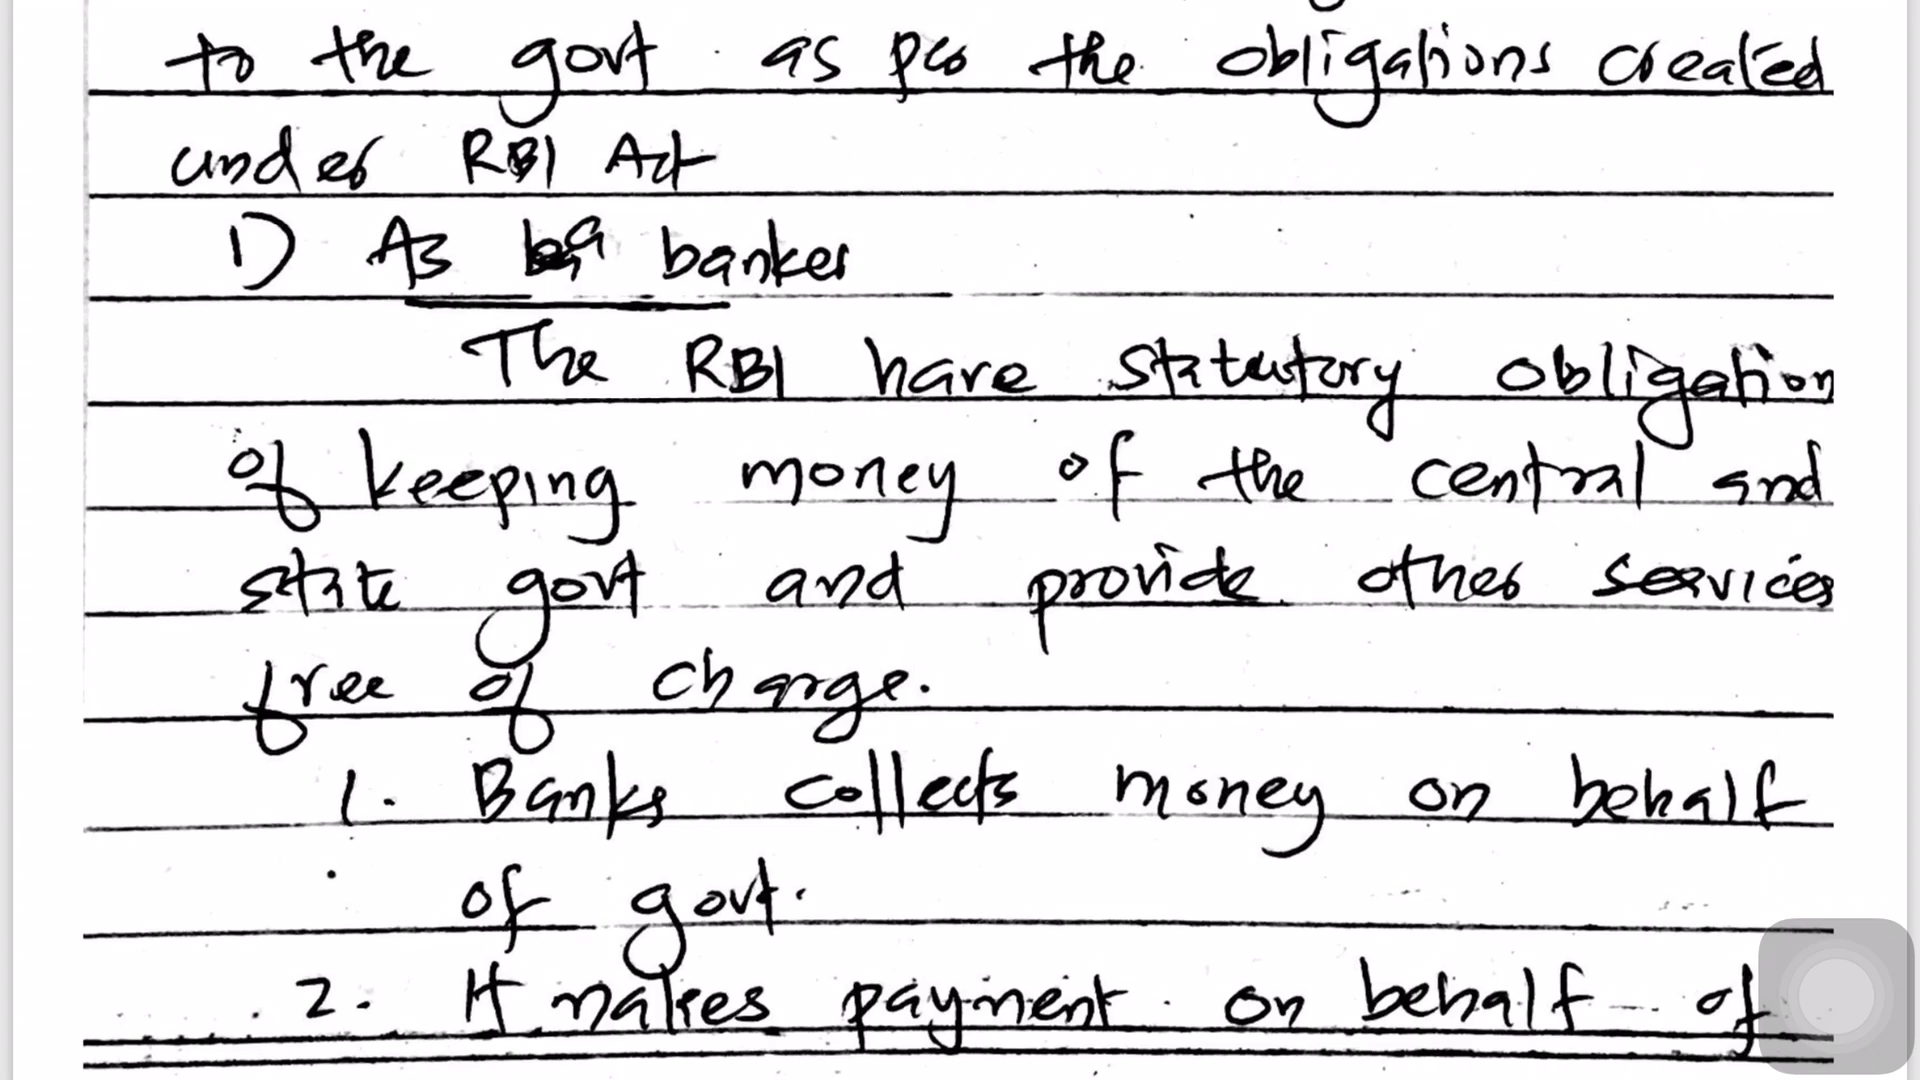 to the govt as per the obligations created
under RBI Act
1) As a banker
The RBI have statutory obligation
of keeping money of the central and
state govt and provide other services
free of charge.
1. Banks collects money on behalf
of govt.
2. It makes payment on behalf of